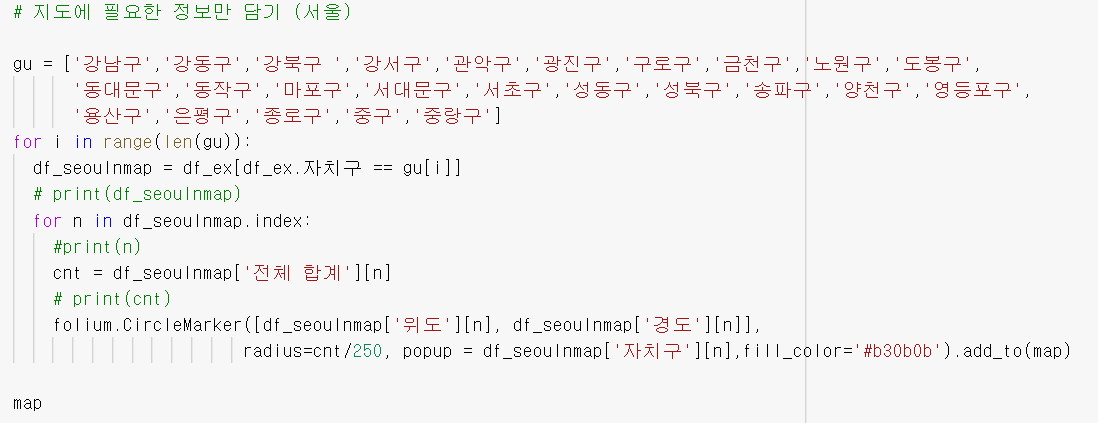 # 지도에 필요한 정보만 담기 (서울)
gu = ['강남구','강동구','강북구 ','강서구','관악구','광진구','구로구','금천구','노원구','도봉구',
'동대문구','동작구','마포구','서대문구','서초구','성동구','성북구','송파구','양천구','영등포구',
'용산구','은평구','종로구','중구','중랑구']
for i in range(len(gu)):
df_seoulnmap = df_ex[df_ex.자치구 == gu[i]]
# print(df_seoulnmap)
for n in df_seoulnmap.index:
#print(n)
cnt = df_seoulnmap['전체 합계'][n]
# print(cnt)
folium.CircleMarker([df_seoulnmap['위도'][n], df_seoulnmap['경도'][n]],
radius=cnt/250, popup = df_seoulnmap['자치구'][n],fill_color='#b30b0b').add_to(map)
map